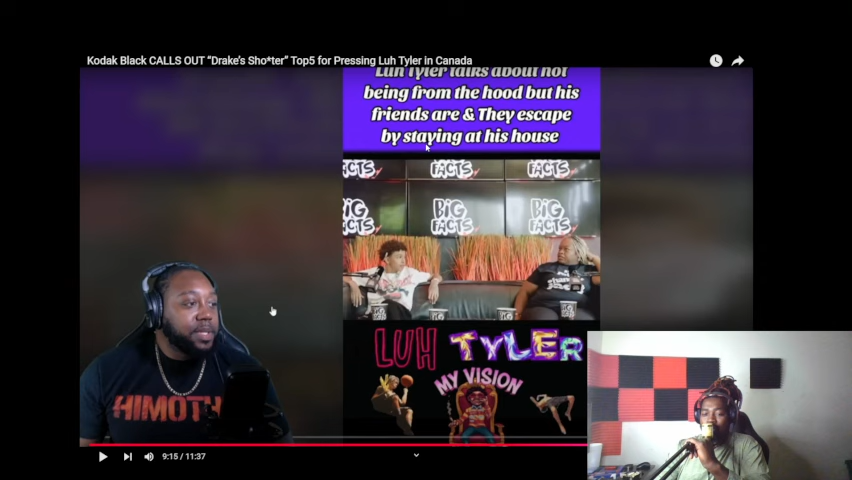 Kodak Black CALLS OUT “Drake's Sho*ter” Top5 for Pressing Luh Tyler in Canada
Luh Tyler talks about not
being from the hood but his
friends are & They escape
by staying at his house
FACTS BIG FACTS FACTS
BIG FACTS BIG FACTS BIG FACTS
LUH TYLER
MY VISION
HIMOTH
9:15 / 11:37